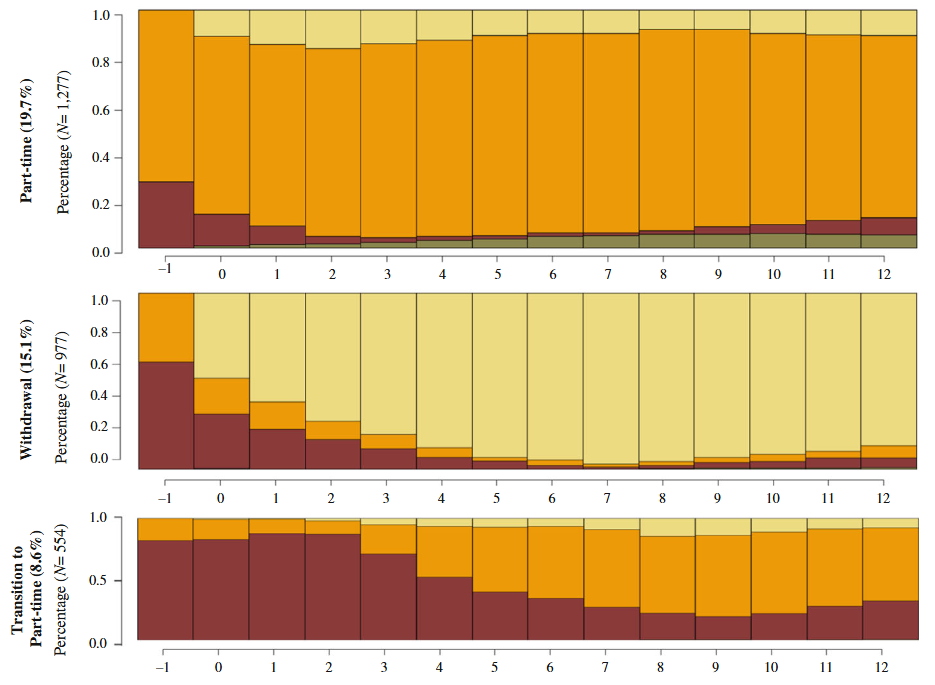 Part-time (19.7%)
Percentage (N= 1,277)
1.0
0.8
0.6
0.4
0.2
0.0
–1 0 1 2 3 4 5 6 7 8 9 10 11 12
Withdrawal (15.1%)
Percentage (N= 977)
1.0
0.8
0.6
0.4
0.2
0.0
–1 0 1 2 3 4 5 6 7 8 9 10 11 12
Transition to
Part-time (8.6%)
Percentage (N= 554)
1.0
0.5
0.0
–1 0 1 2 3 4 5 6 7 8 9 10 11 12